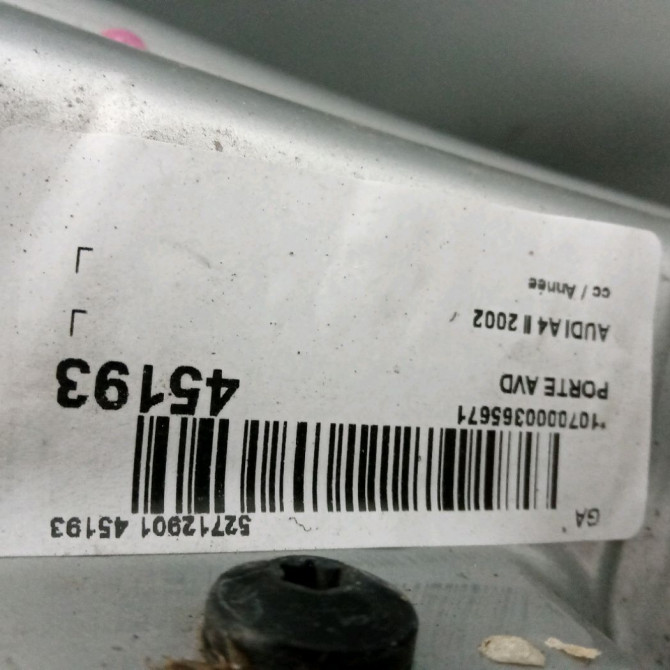 GA 52712901 45193
*1070000365671
PORTE AVD 45193
AUDI A4 II 2002
cc / Année